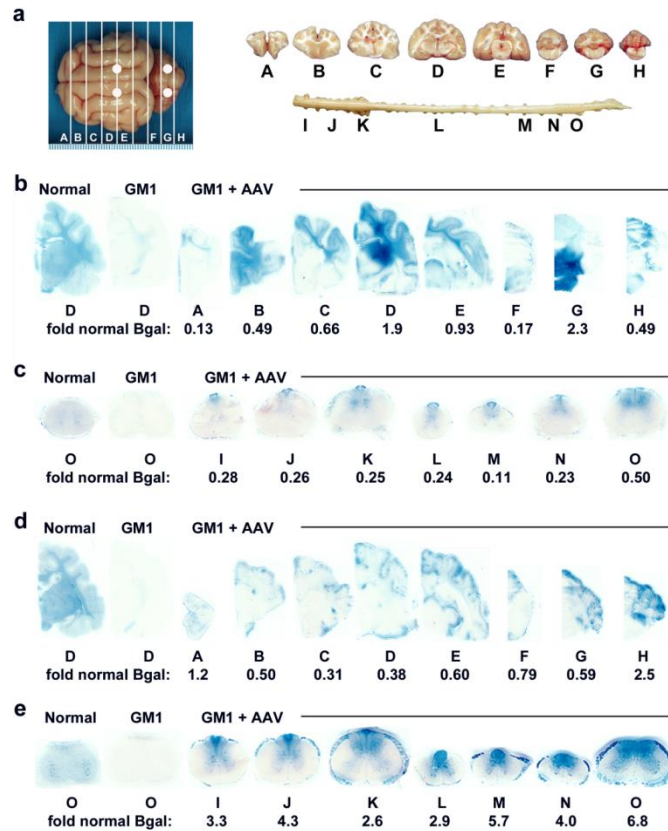 a
A B C D E F G H
A B C D E F G H
I J K L M N O
b
Normal GM1 GM1 + AAV
D D A B C D E F G H
fold normal Bgal: 0.13 0.49 0.66 1.9 0.93 0.17 2.3 0.49
c
Normal GM1 GM1 + AAV
O O I J K L M N O
fold normal Bgal: 0.28 0.26 0.25 0.24 0.11 0.23 0.50
d
Normal GM1 GM1 + AAV
D D A B C D E F G H
fold normal Bgal: 1.2 0.50 0.31 0.38 0.60 0.79 0.59 2.5
e
Normal GM1 GM1 + AAV
O O I J K L M N O
fold normal Bgal: 3.3 4.3 2.6 2.9 5.7 4.0 6.8